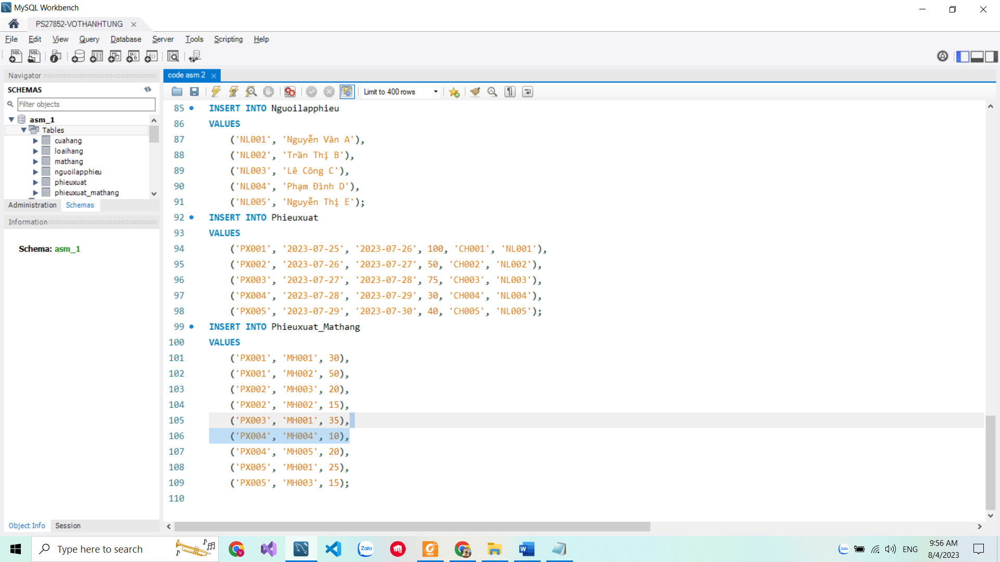 MySQL Workbench
PS27852-VOTHANHTUNG
File Edit View Query Database Server Tools Scripting Help
Navigator
SCHEMAS
Filter objects
asm_1
Tables
cuahang
loaihang
mathang
nguoilapphieu
phieuxuat
phieuxuat_mathang
Administration Schemas
Information
Schema: asm_1
Object Info Session
code asm 2
Limit to 400 rows
85 INSERT INTO Nguoilapphieu
86 VALUES
87 ('NL001', 'Nguyễn Văn A'),
88 ('NL002', 'Trần Thị B'),
89 ('NL003', 'Lê Công C'),
90 ('NL004', 'Phạm Đình D'),
91 ('NL005', 'Nguyễn Thị E');
92 INSERT INTO Phieuxuat
93 VALUES
94 ('PX001', '2023-07-25', '2023-07-26', 100, 'CH001', 'NL001'),
95 ('PX002', '2023-07-26', '2023-07-27', 50, 'CH002', 'NL002'),
96 ('PX003', '2023-07-27', '2023-07-28', 75, 'CH003', 'NL003'),
97 ('PX004', '2023-07-28', '2023-07-29', 30, 'CH004', 'NL004'),
98 ('PX005', '2023-07-29', '2023-07-30', 40, 'CH005', 'NL005');
99 INSERT INTO Phieuxuat_Mathang
100 VALUES
101 ('PX001', 'MH001', 30),
102 ('PX001', 'MH002', 50),
103 ('PX002', 'MH003', 20),
104 ('PX002', 'MH002', 15),
105 ('PX003', 'MH001', 35),
106 ('PX004', 'MH004', 10),
107 ('PX004', 'MH005', 20),
108 ('PX005', 'MH001', 25),
109 ('PX005', 'MH003', 15);
110
Type here to search
Zalo
PDF
ENG
9:56 AM
8/4/2023